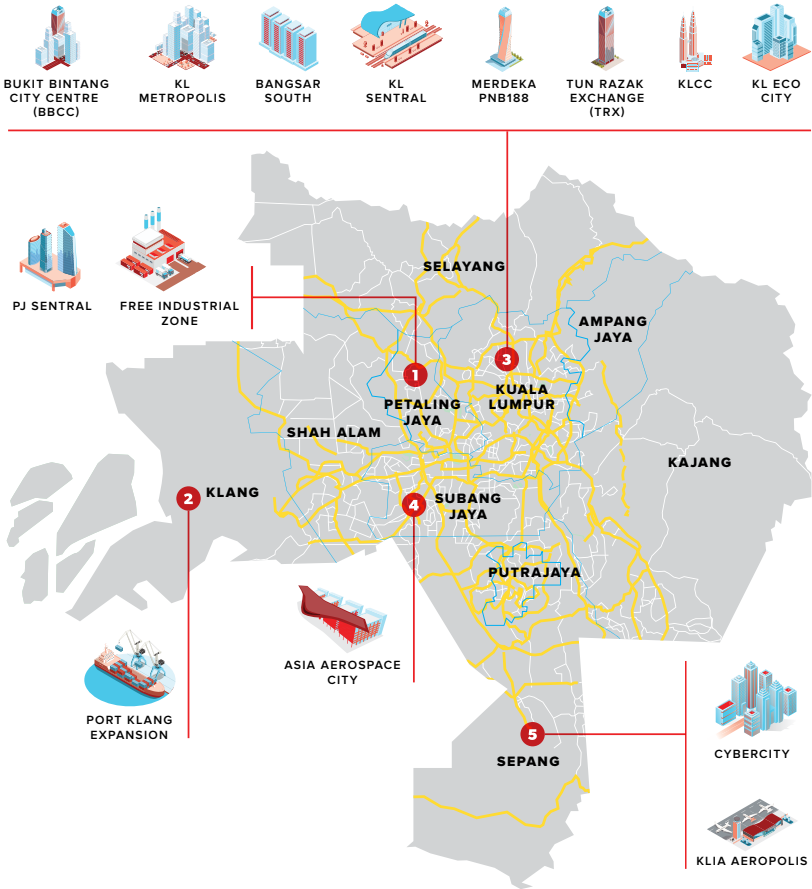 BUKIT BINTANG
CITY CENTRE
(BBCC)
KL
METROPOLIS
BANGSAR
SOUTH
KL
SENTRAL
MERDEKA
PNB188
TUN RAZAK
EXCHANGE
(TRX)
KLCC
KL ECO
CITY
PJ SENTRAL
FREE INDUSTRIAL
ZONE
SELAYANG
AMPANG
JAYA
3
1
KUALA
LUMPUR
PETALING
JAYA
SHAH ALAM
KAJANG
2
KLANG
4
SUBANG
JAYA
PUTRAJAYA
ASIA AEROSPACE
CITY
PORT KLANG
EXPANSION
5
SEPANG
CYBERCITY
KLIA AEROPOLIS